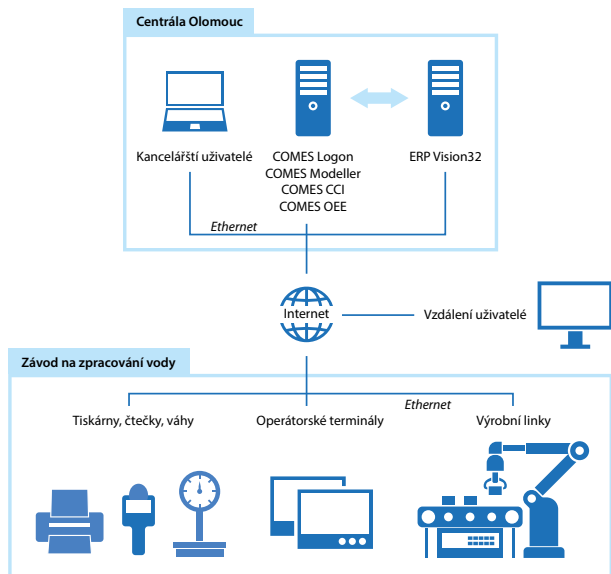 Centrála Olomouc
Kancelářští uživatelé
COMES Logon
COMES Modeller
COMES CCI
COMES OEE
ERP Vision32
Ethernet
Internet
Vzdálení uživatelé
Závod na zpracování vody
Ethernet
Tiskárny, čtečky, váhy
Operátorské terminály
Výrobní linky